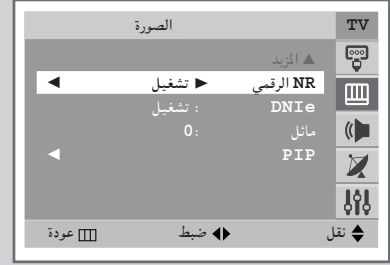 TV الصورة
▲ المزيد
NR الرقمي ◄ تشغيل
DNIe : تشغيل
مائل :0
PIP
نقل ضبط عودة